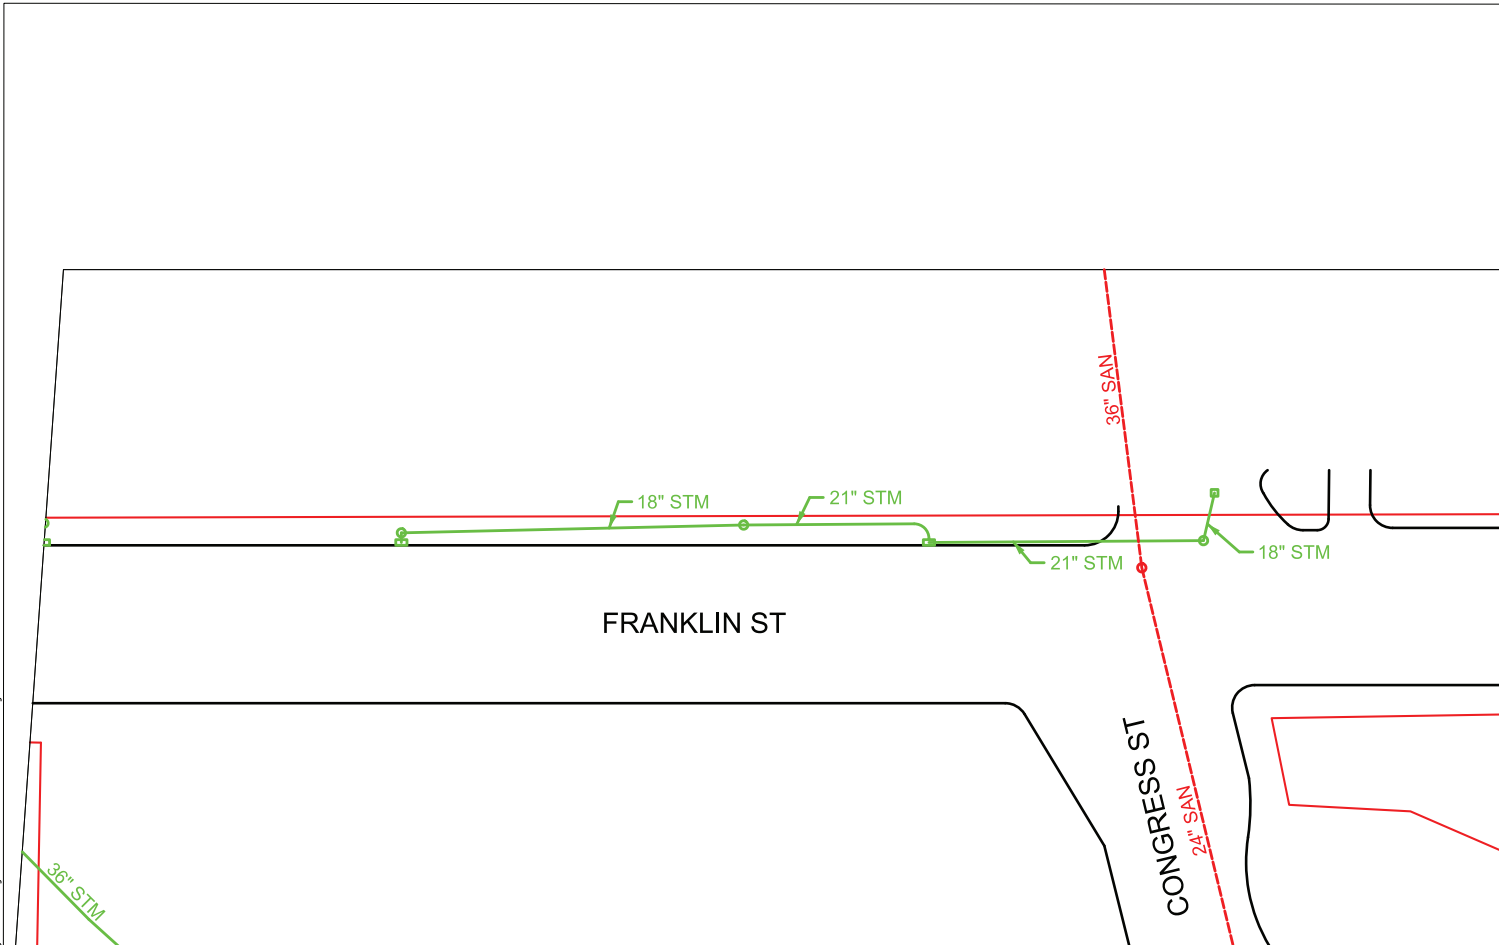 36" SAN
18" STM
21" STM
21" STM
18" STM
FRANKLIN ST
CONGRESS ST
24" SAN
36" STM